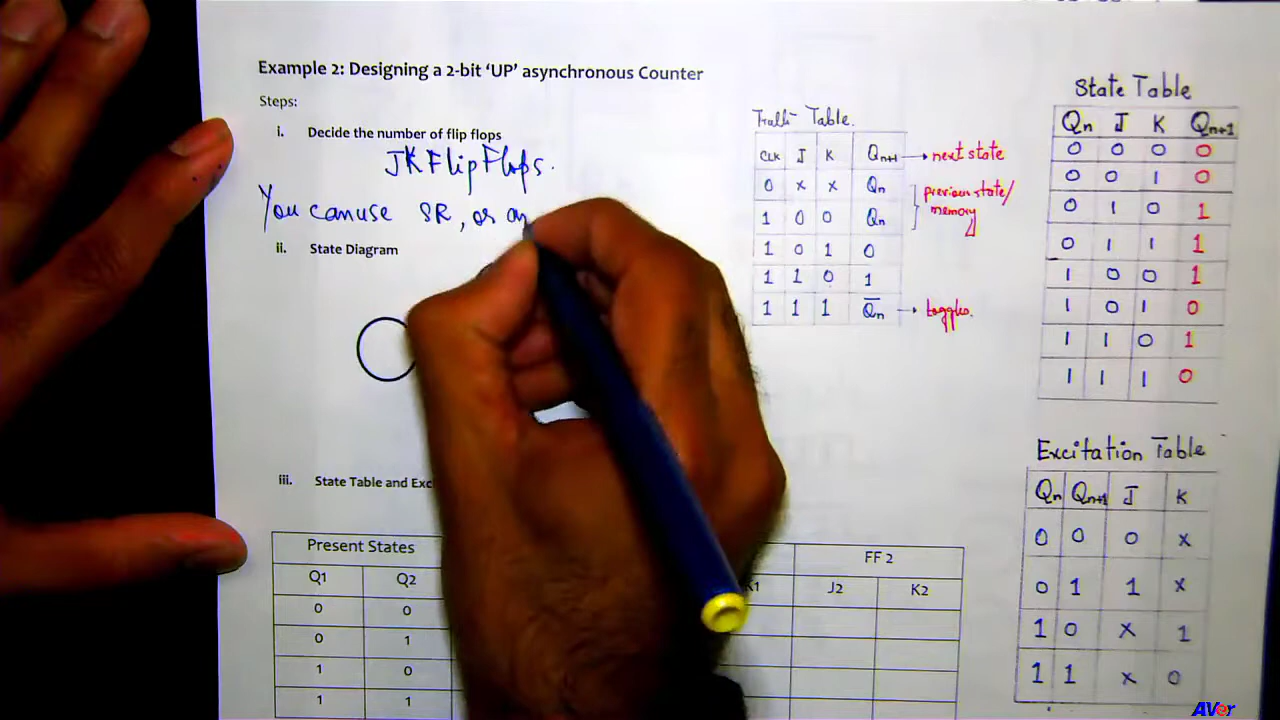 Example 2: Designing a 2-bit ‘UP’ asynchronous Counter
Steps:
i. Decide the number of flip flops
JK Flip Flops.
You can use SR, or an
ii. State Diagram
iii. State Table and Exc
Present States FF 2
Q1 Q2 K1 J2 K2
0 0
0 1
1 0
1 1
Truth Table.
CLK J K Qn+1 → next state
0 x x Qn
previous state/
memory
1 0 0 Qn
1 0 1 0
1 1 0 1
1 1 1 Q̅n → toggles.
State Table
Qn J K Qn+1
0 0 0 0
0 0 1 0
0 1 0 1
0 1 1 1
1 0 0 1
1 0 1 0
1 1 0 1
1 1 1 0
Excitation Table
Qn Qn+1 J K
0 0 0 x
0 1 1 x
1 0 x 1
1 1 x 0
AVer